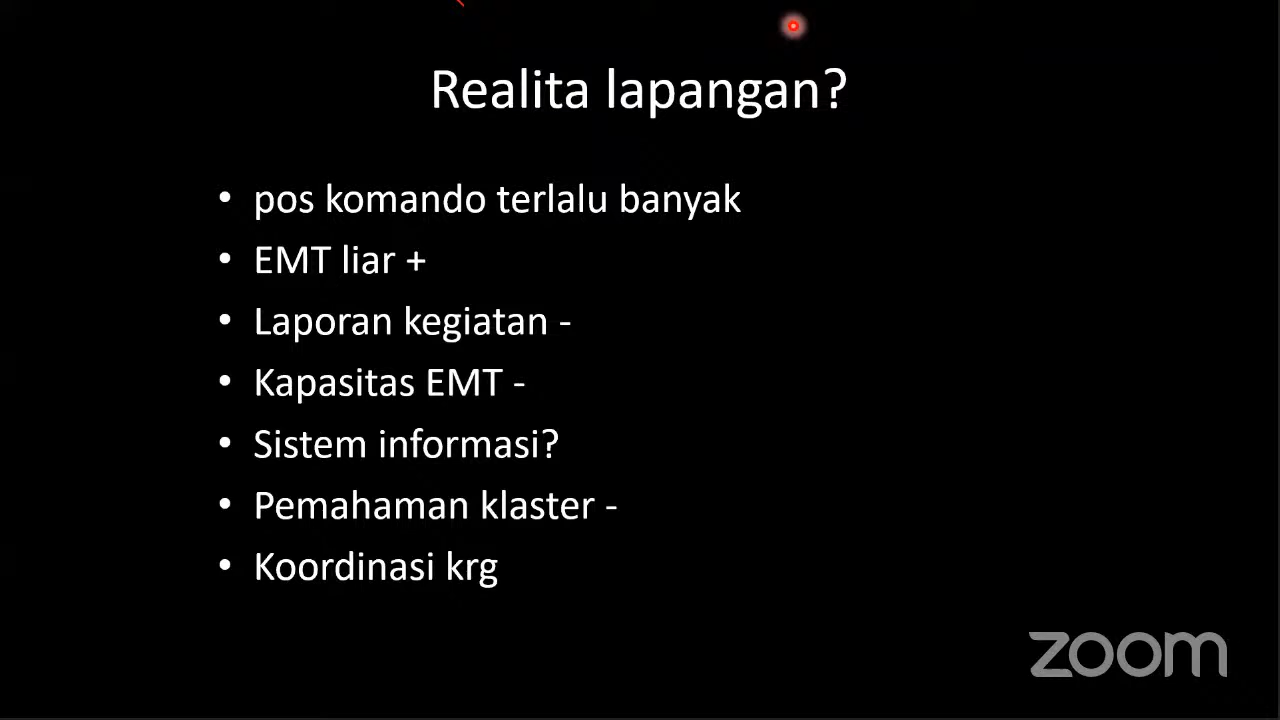 Realita lapangan?
• pos komando terlalu banyak
• EMT liar +
• Laporan kegiatan -
• Kapasitas EMT -
• Sistem informasi?
• Pemahaman klaster -
• Koordinasi krg
zoom